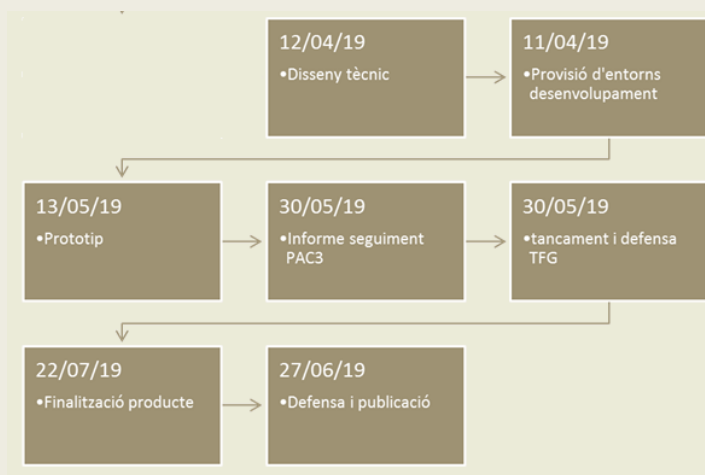 12/04/19
•Disseny tècnic
11/04/19
•Provisió d'entorns
desenvolupament
13/05/19
•Prototip
30/05/19
•Informe seguiment
PAC3
30/05/19
•tancament i defensa
TFG
22/07/19
•Finalització producte
27/06/19
•Defensa i publicació